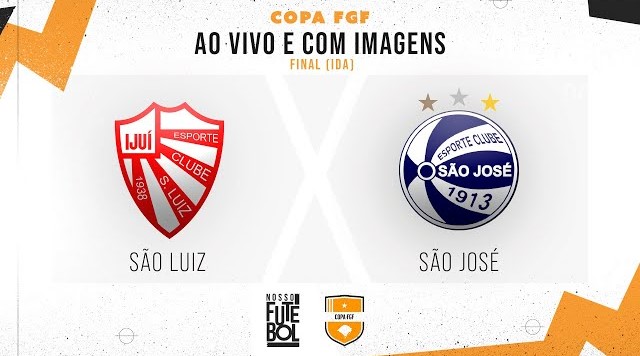 COPA FGF
AO VIVO E COM IMAGENS
FINAL (IDA)
IJUÍ
ESPORTE
CLUBE
S. LUIZ
1938
ESPORTE CLUBE
SÃO JOSÉ
1913
SÃO LUIZ
SÃO JOSÉ
NOSSO
FUTE
BOL
COPA FGF